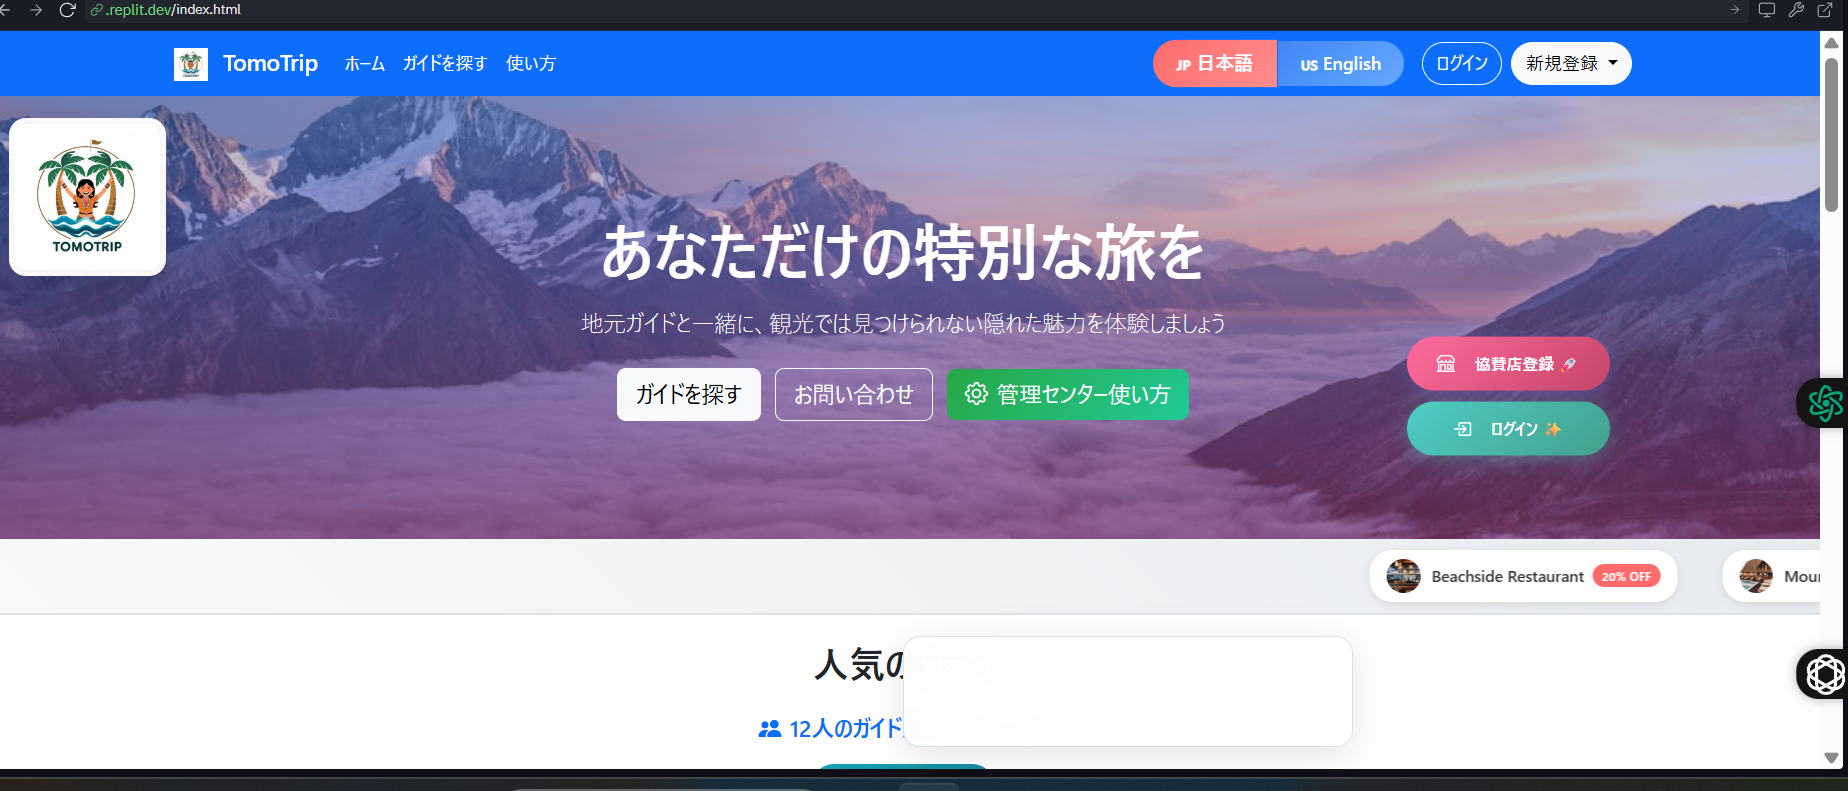 .replit.dev/index.html
TomoTrip ホーム ガイドを探す 使い方 JP 日本語 US English ログイン 新規登録
TOMOTRIP
あなただけの特別な旅を
地元ガイドと一緒に、観光では見つけられない隠れた魅力を体験しましょう
ガイドを探す お問い合わせ 管理センター使い方
協賛店登録 🚀
ログイン ✨
Beachside Restaurant 20% OFF
人気の
12人のガイド